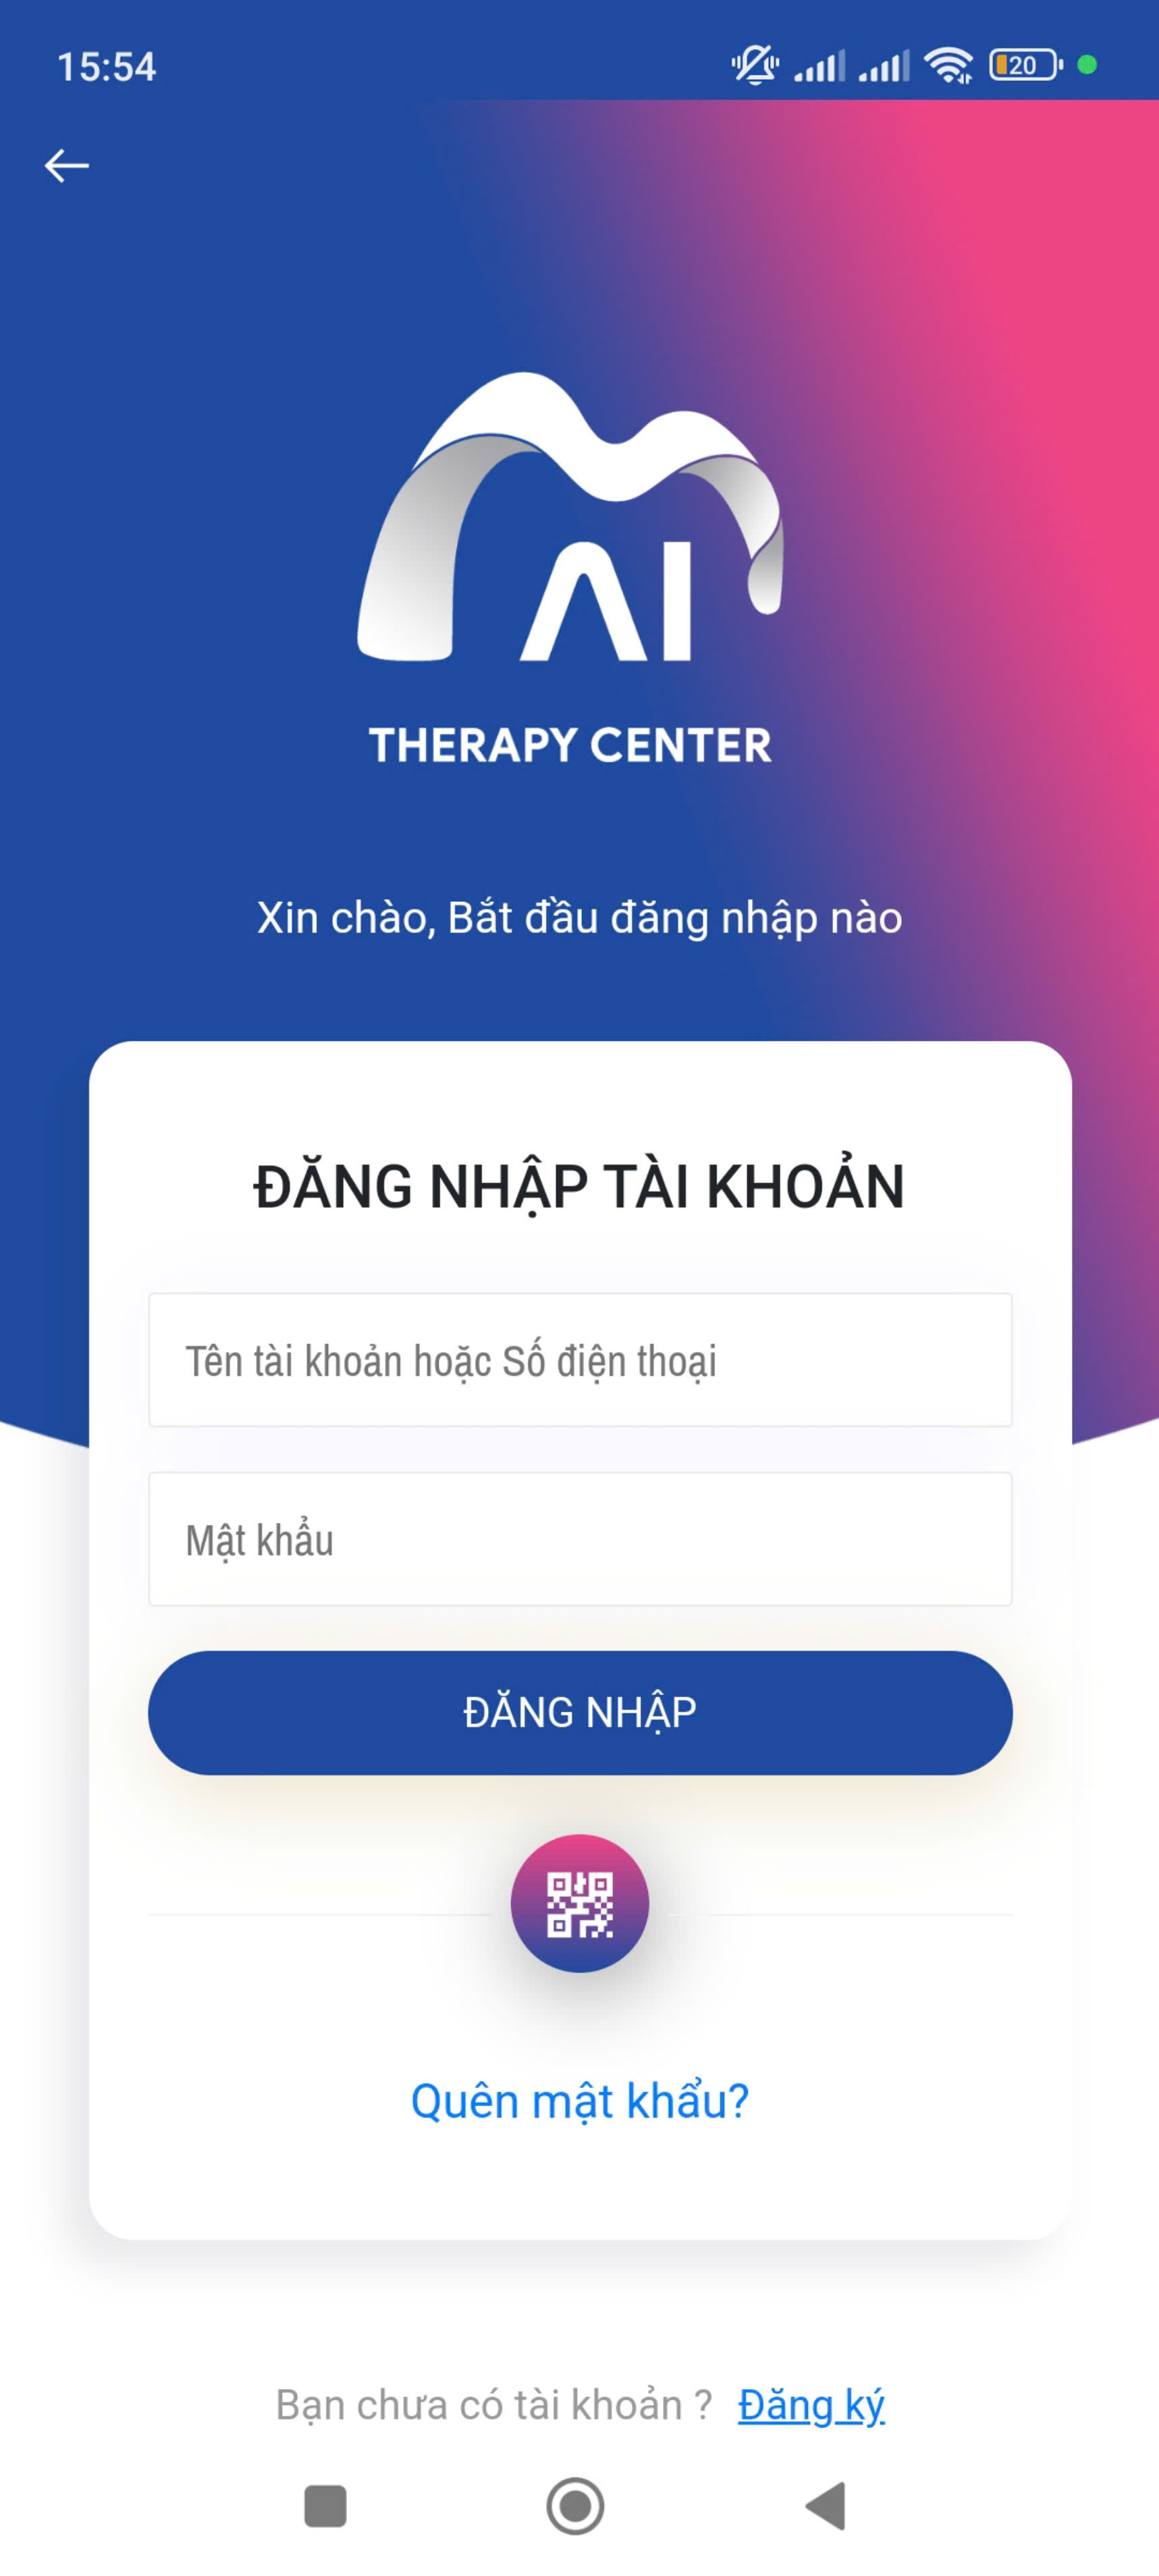 15:54
20
MAI
THERAPY CENTER
Xin chào, Bắt đầu đăng nhập nào
ĐĂNG NHẬP TÀI KHOẢN
Tên tài khoản hoặc Số điện thoại
Mật khẩu
ĐĂNG NHẬP
Quên mật khẩu?
Bạn chưa có tài khoản ? Đăng ký